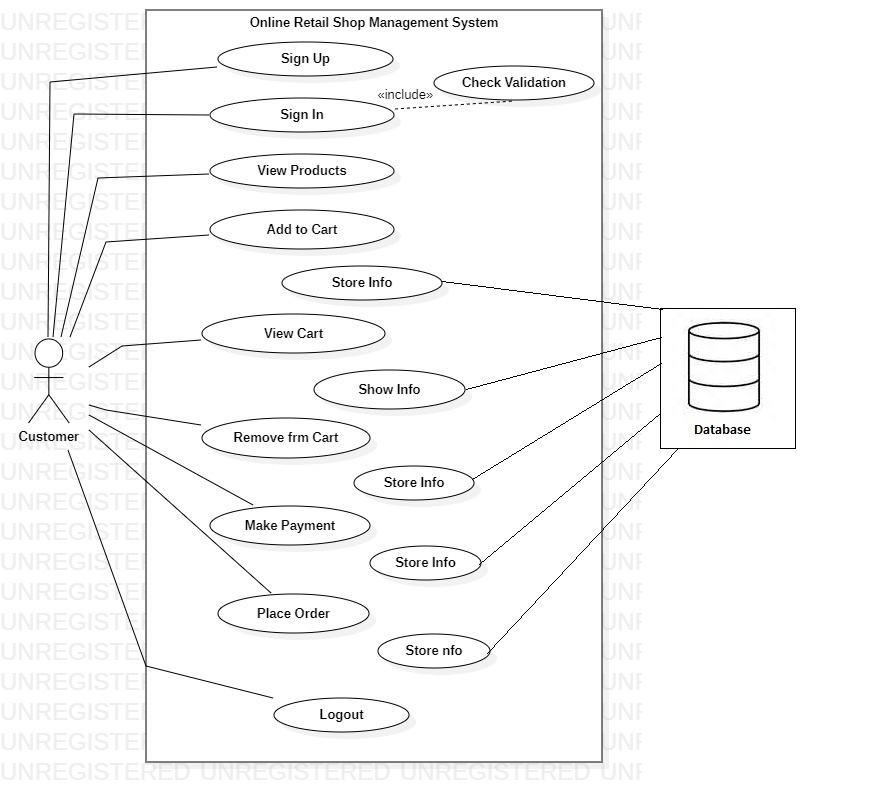 Online Retail Shop Management System
Sign Up
Check Validation
«include»
Sign In
View Products
Add to Cart
Store Info
View Cart
Show Info
Customer
Database
Remove frm Cart
Store Info
Make Payment
Store Info
Place Order
Store nfo
Logout
UNREGISTERED UNREGISTERED UNREGISTERED UNR